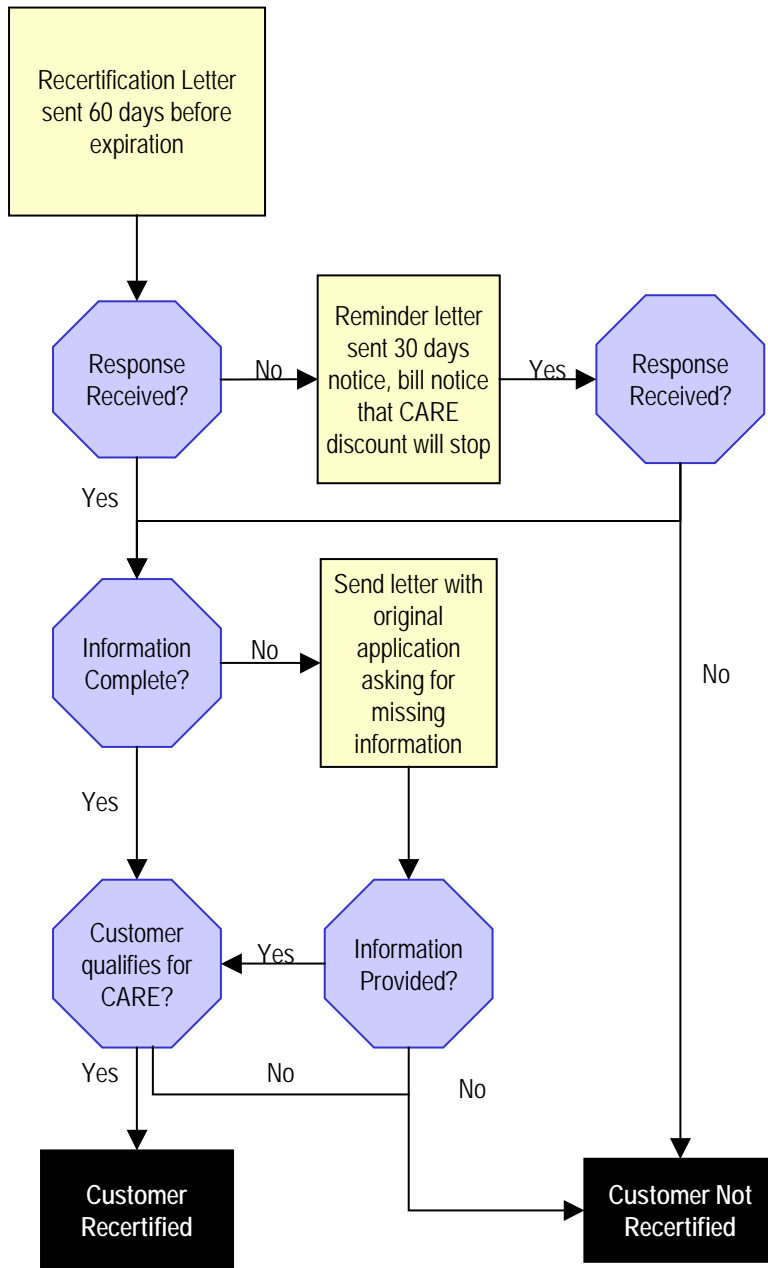 Recertification Letter
sent 60 days before
expiration
Response
Received?
No
Reminder letter
sent 30 days
notice, bill notice
that CARE
discount will stop
Yes
Response
Received?
Yes
Information
Complete?
No
Send letter with
original
application
asking for
missing
information
No
Yes
Customer
qualifies for
CARE?
Yes
Information
Provided?
Yes
No
No
Customer
Recertified
Customer Not
Recertified